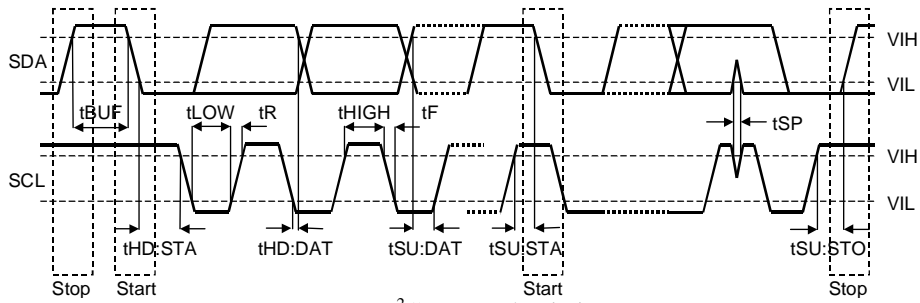 SDA
VIH
VIL
tBUF
tLOW
tR
tHIGH
tF
tSP
SCL
VIH
VIL
tHD:STA
tHD:DAT
tSU:DAT
tSU:STA
tSU:STO
Stop
Start
Start
Stop
2